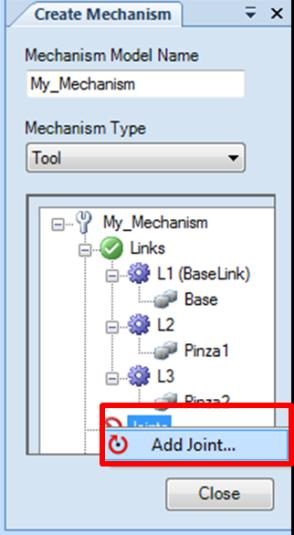 Create Mechanism
Mechanism Model Name
My_Mechanism
Mechanism Type
Tool
My_Mechanism
Links
L1 (BaseLink)
Base
L2
Pinza1
L3
Pinza2
Joints
Add Joint...
Close